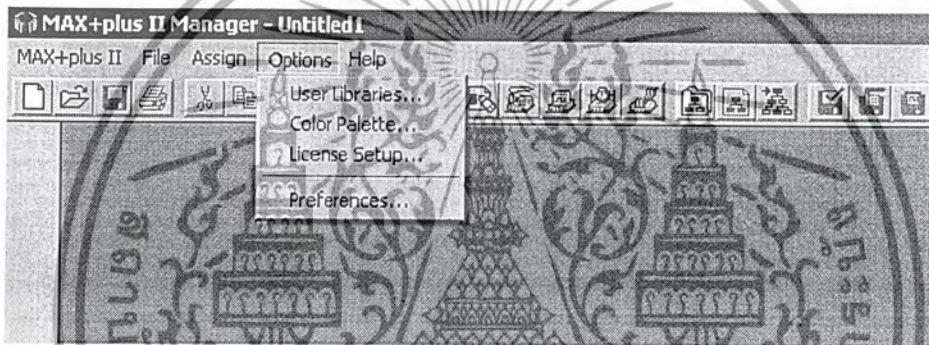 MAX+plus II Manager - Untitled1
MAX+plus II File Assign Options Help
User Libraries...
Color Palette...
License Setup...
Preferences...